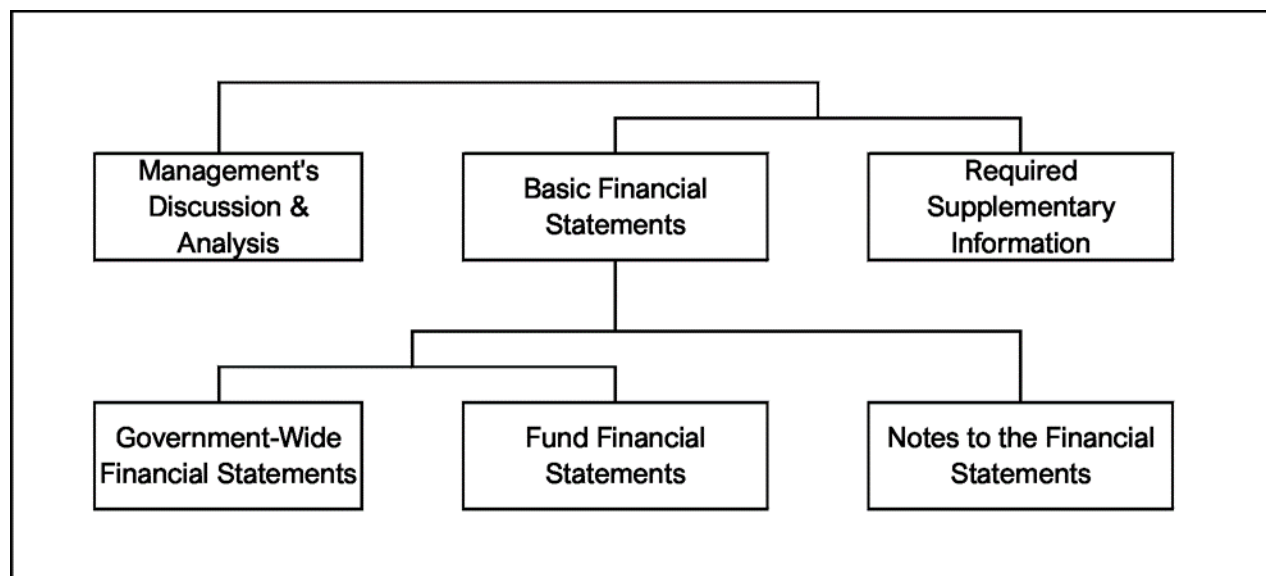 Management's
Discussion &
Analysis
Basic Financial
Statements
Required
Supplementary
Information
Government-Wide
Financial Statements
Fund Financial
Statements
Notes to the Financial
Statements